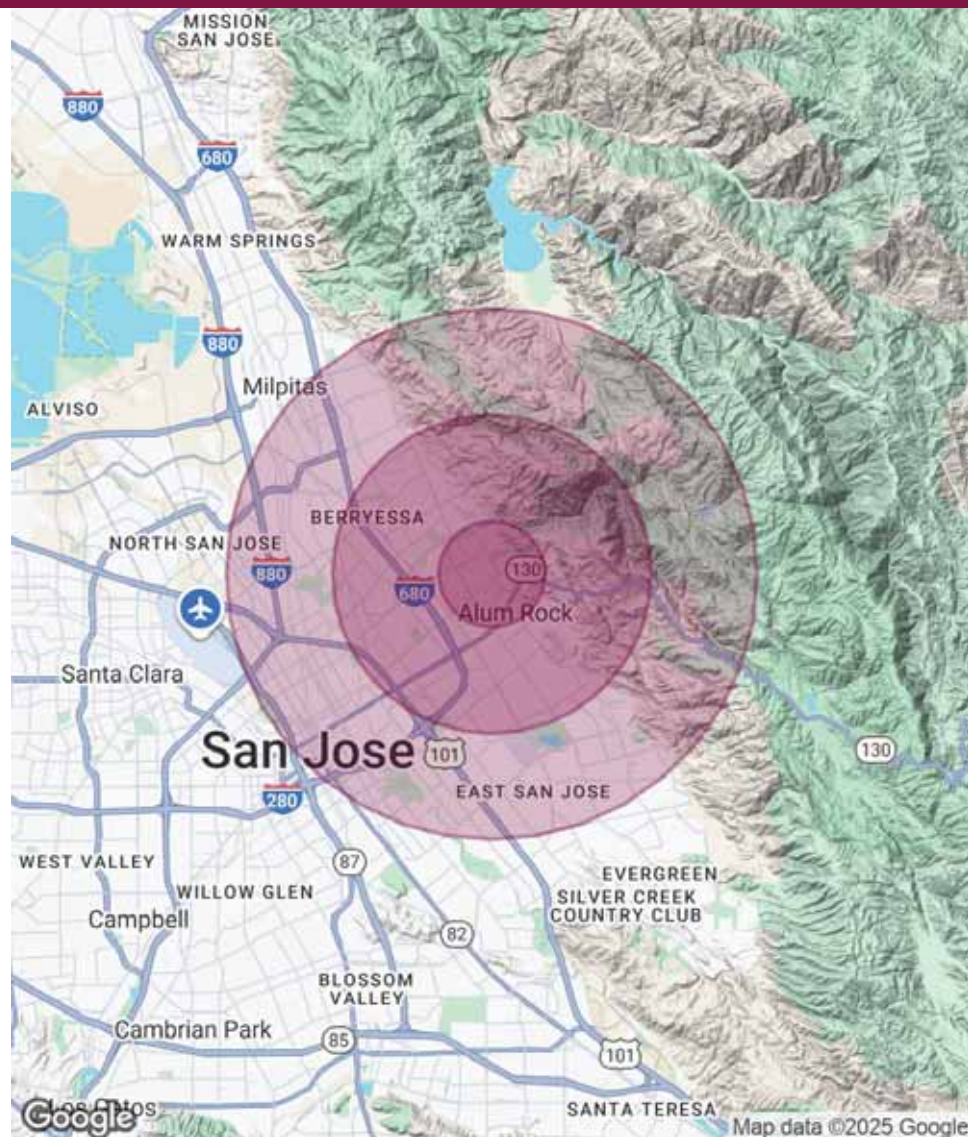 MISSION
SAN JOSE
880
680
WARM SPRINGS
880
Milpitas
ALVISO
BERRYESSA
NORTH SAN JOSE
880
130
680
Alum Rock
Santa Clara
San Jose
101
130
280
EAST SAN JOSE
WEST VALLEY
87
EVERGREEN
WILLOW GLEN
SILVER CREEK
COUNTRY CLUB
Campbell
82
BLOSSOM
VALLEY
Cambrian Park
85
101
Los Gatos
Google
SANTA TERESA
Map data ©2025 Google